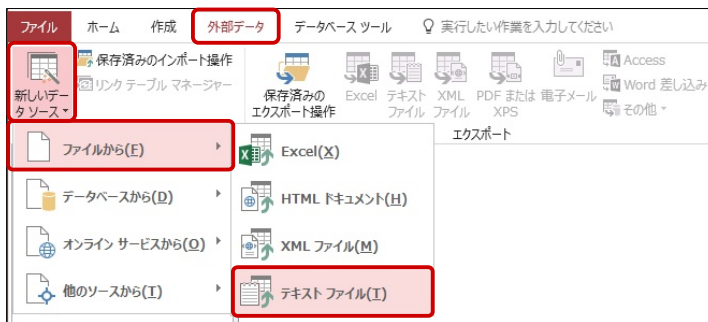 ファイル ホーム 作成 外部データ データベース ツール 実行したい作業を入力してください
新しいデー
タ ソース
保存済みのインポート操作
リンク テーブル マネージャー
保存済みの
エクスポート操作
Excel
テキスト
ファイル
XML
ファイル
PDF または
XPS
電子メール
Access
Word 差し込み
その他
エクスポート
ファイルから(F)
データベースから(D)
オンライン サービスから(O)
他のソースから(T)
Excel(X)
HTML ドキュメント(H)
XML ファイル(M)
テキスト ファイル(T)